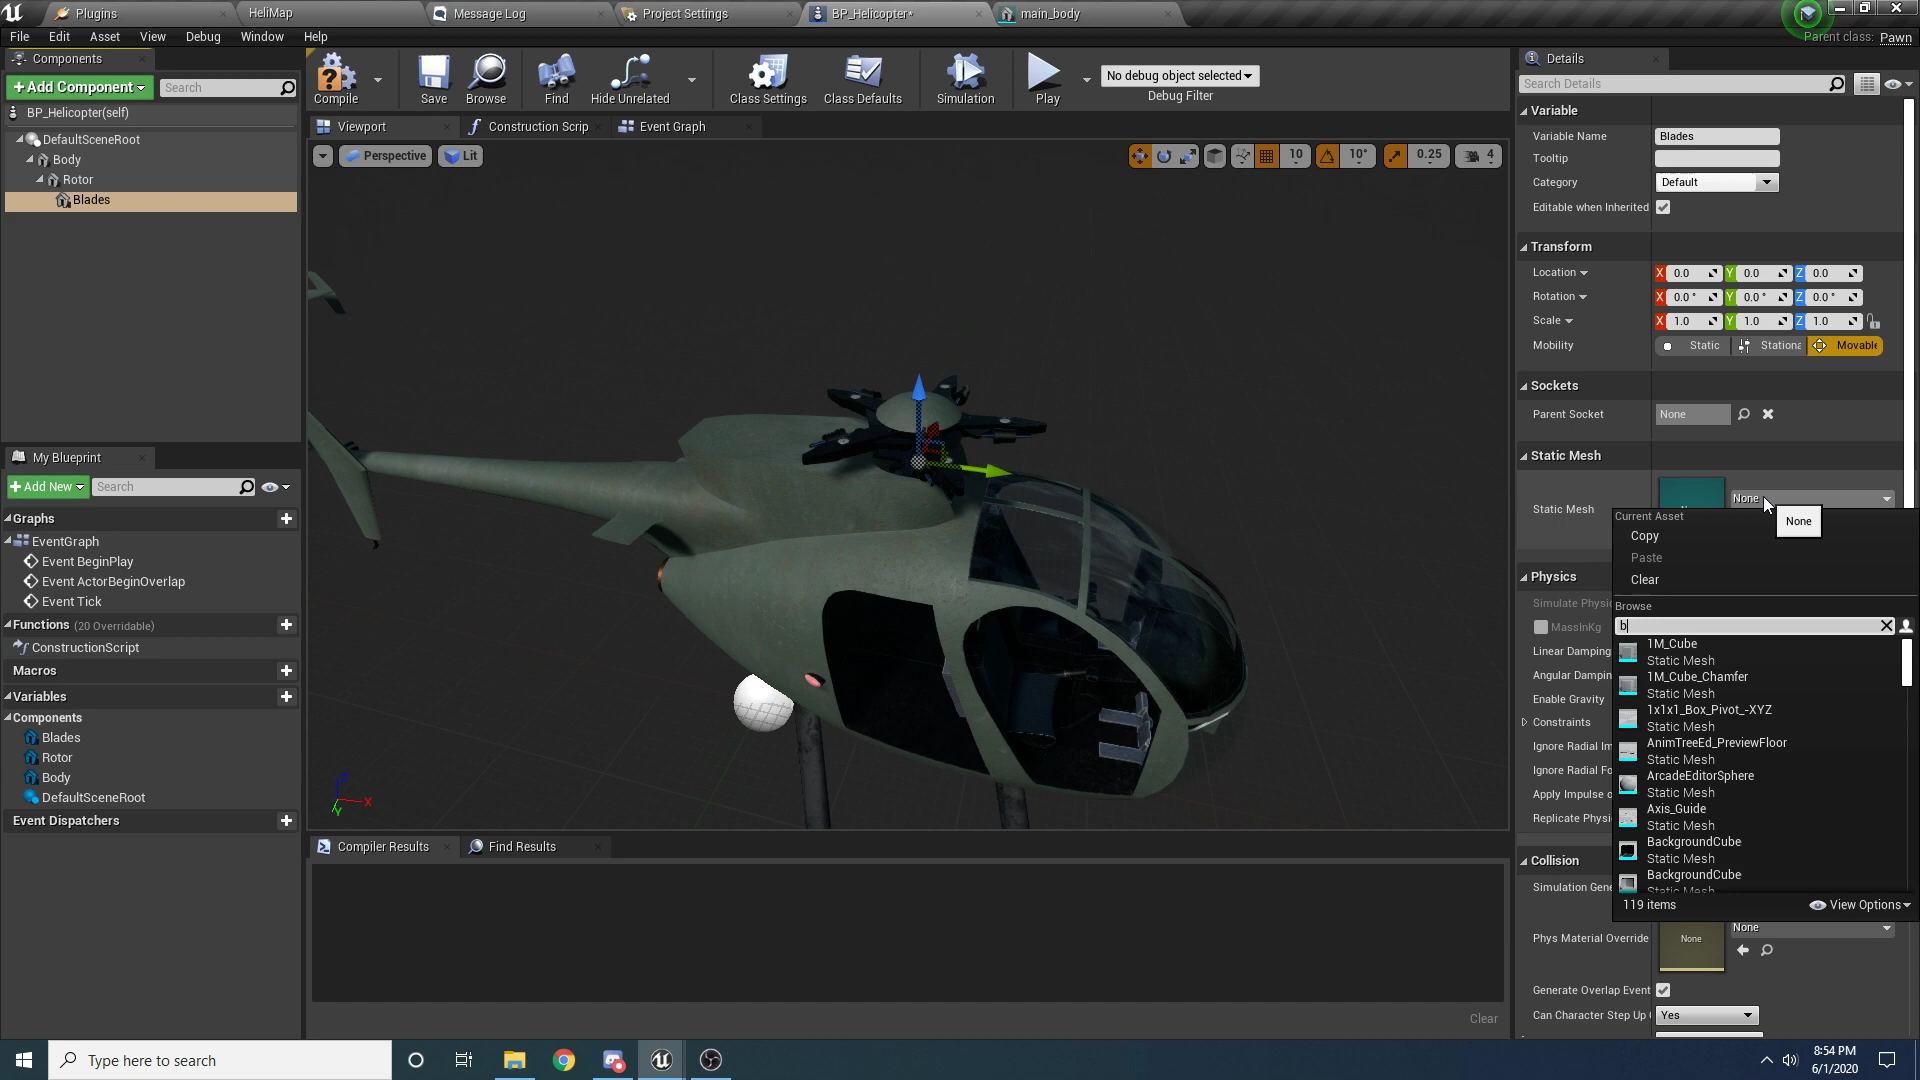 Plugins
HeliMap
Message Log
Project Settings
BP_Helicopter*
main_body
File Edit Asset View Debug Window Help
Parent class: Pawn
Components
+Add Component
Search
BP_Helicopter(self)
DefaultSceneRoot
Body
Rotor
Blades
Compile
Save
Browse
Find
Hide Unrelated
Class Settings
Class Defaults
Simulation
Play
No debug object selected
Debug Filter
Viewport
Construction Scrip
Event Graph
Perspective
Lit
10
10°
0.25
4
Z
X
Y
My Blueprint
+Add New
Search
Graphs
EventGraph
Event BeginPlay
Event ActorBeginOverlap
Event Tick
Functions (20 Overridable)
ConstructionScript
Macros
Variables
Components
Blades
Rotor
Body
DefaultSceneRoot
Event Dispatchers
Compiler Results
Find Results
Clear
Details
Search Details
Variable
Variable Name Blades
Tooltip
Category Default
Editable when Inherited
Transform
Location X 0.0 Y 0.0 Z 0.0
Rotation X 0.0 ° Y 0.0 ° Z 0.0 °
Scale X 1.0 Y 1.0 Z 1.0
Mobility Static Stationa Movable
Sockets
Parent Socket None
Static Mesh
Static Mesh None
None
Current Asset
Copy
Paste
Clear
Browse
b
1M_Cube
Static Mesh
1M_Cube_Chamfer
Static Mesh
1x1x1_Box_Pivot_-XYZ
Static Mesh
AnimTreeEd_PreviewFloor
Static Mesh
ArcadeEditorSphere
Static Mesh
Axis_Guide
Static Mesh
BackgroundCube
Static Mesh
BackgroundCube
Static Mesh
119 items View Options
Physics
Simulate Physi
MassInKg
Linear Damping
Angular Dampin
Enable Gravity
Constraints
Ignore Radial Im
Ignore Radial Fo
Apply Impulse o
Replicate Physi
Collision
Simulation Gene
Phys Material Override None
None
Generate Overlap Event
Can Character Step Up Yes
Type here to search
8:54 PM
6/1/2020